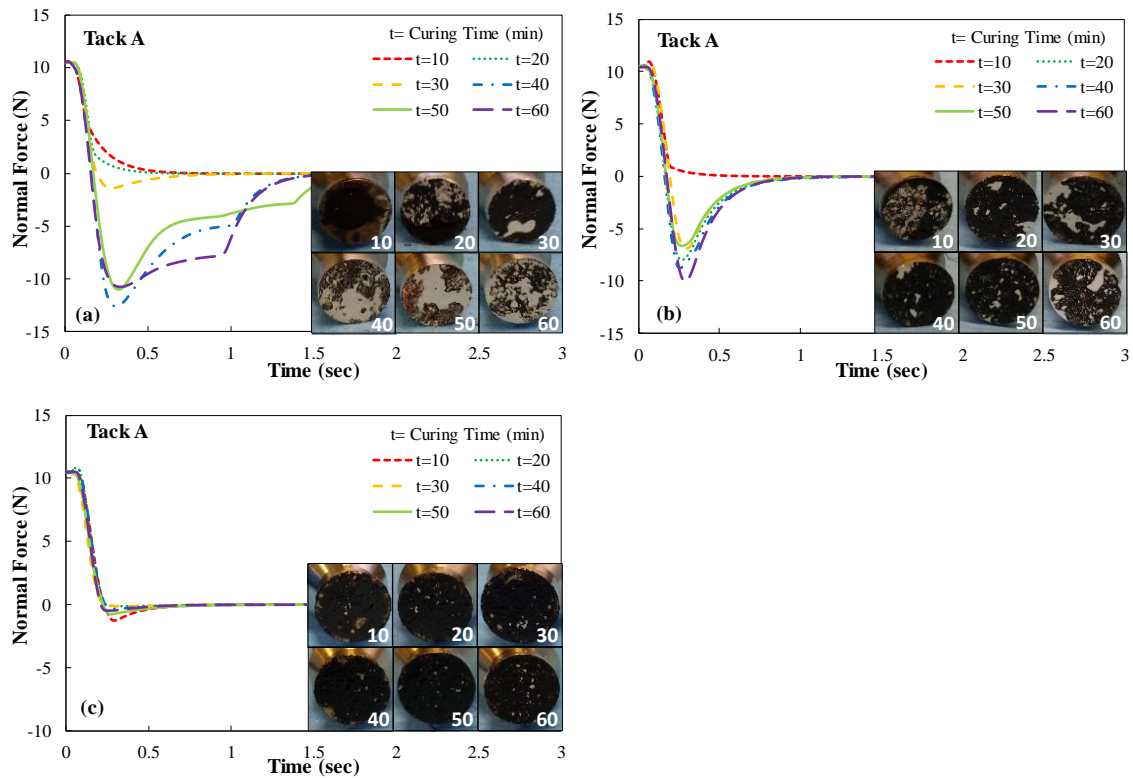 15
10
5
0
-5
-10
-15
Normal Force (N)
Tack A
t= Curing Time (min)
t=10 t=20
t=30 t=40
t=50 t=60
10 20 30
40 50 60
(a)
0 0.5 1 1.5 2 2.5 3
Time (sec)
15
10
5
0
-5
-10
-15
Normal Force (N)
Tack A
t= Curing Time (min)
t=10 t=20
t=30 t=40
t=50 t=60
10 20 30
40 50 60
(b)
0 0.5 1 1.5 2 2.5 3
Time (sec)
15
10
5
0
-5
-10
Normal Force (N)
Tack A
t= Curing Time (min)
t=10 t=20
t=30 t=40
t=50 t=60
10 20 30
40 50 60
(c)
0 0.5 1 1.5 2 2.5 3
Time (sec)